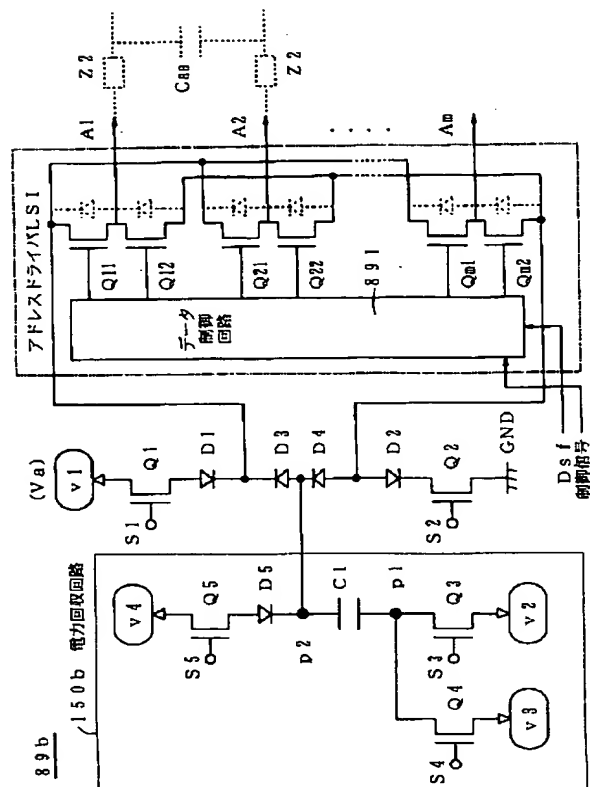 89b
150b 電力回収回路
v4
S5
Q5
D5
p2
C1
p1
S4
Q4
v3
S3
Q3
v2
(Va)
v1
S1
Q1
D1
D3
D4
D2
S2
Q2
GND
アドレスドライバLSI
データ
制御
回路
891
Q11
Q12
Q21
Q22
Qm1
Qm2
Dsf
制御信号
A1
A2
Am
Z2
Caa
Z2